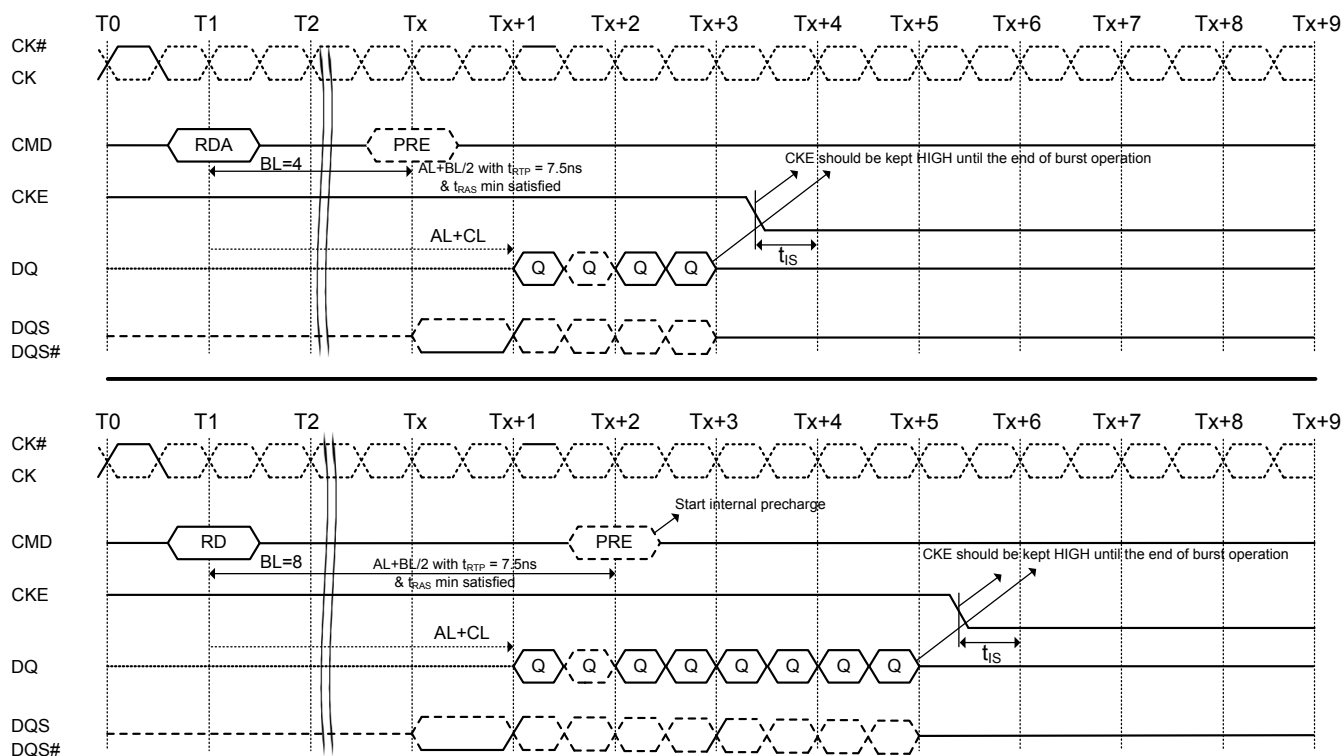 T0 T1 T2 Tx Tx+1 Tx+2 Tx+3 Tx+4 Tx+5 Tx+6 Tx+7 Tx+8 Tx+9
CK#
CK
CMD RDA PRE
BL=4 AL+BL/2 with tRTP = 7.5ns
& tRAS min satisfied
CKE should be kept HIGH until the end of burst operation
CKE
AL+CL tIS
DQ Q Q Q Q
DQS
DQS#
T0 T1 T2 Tx Tx+1 Tx+2 Tx+3 Tx+4 Tx+5 Tx+6 Tx+7 Tx+8 Tx+9
CK#
CK
Start internal precharge
CMD RD PRE
CKE should be kept HIGH until the end of burst operation
BL=8 AL+BL/2 with tRTP = 7.5ns
& tRAS min satisfied
CKE
AL+CL tIS
DQ Q Q Q Q Q Q Q Q
DQS
DQS#